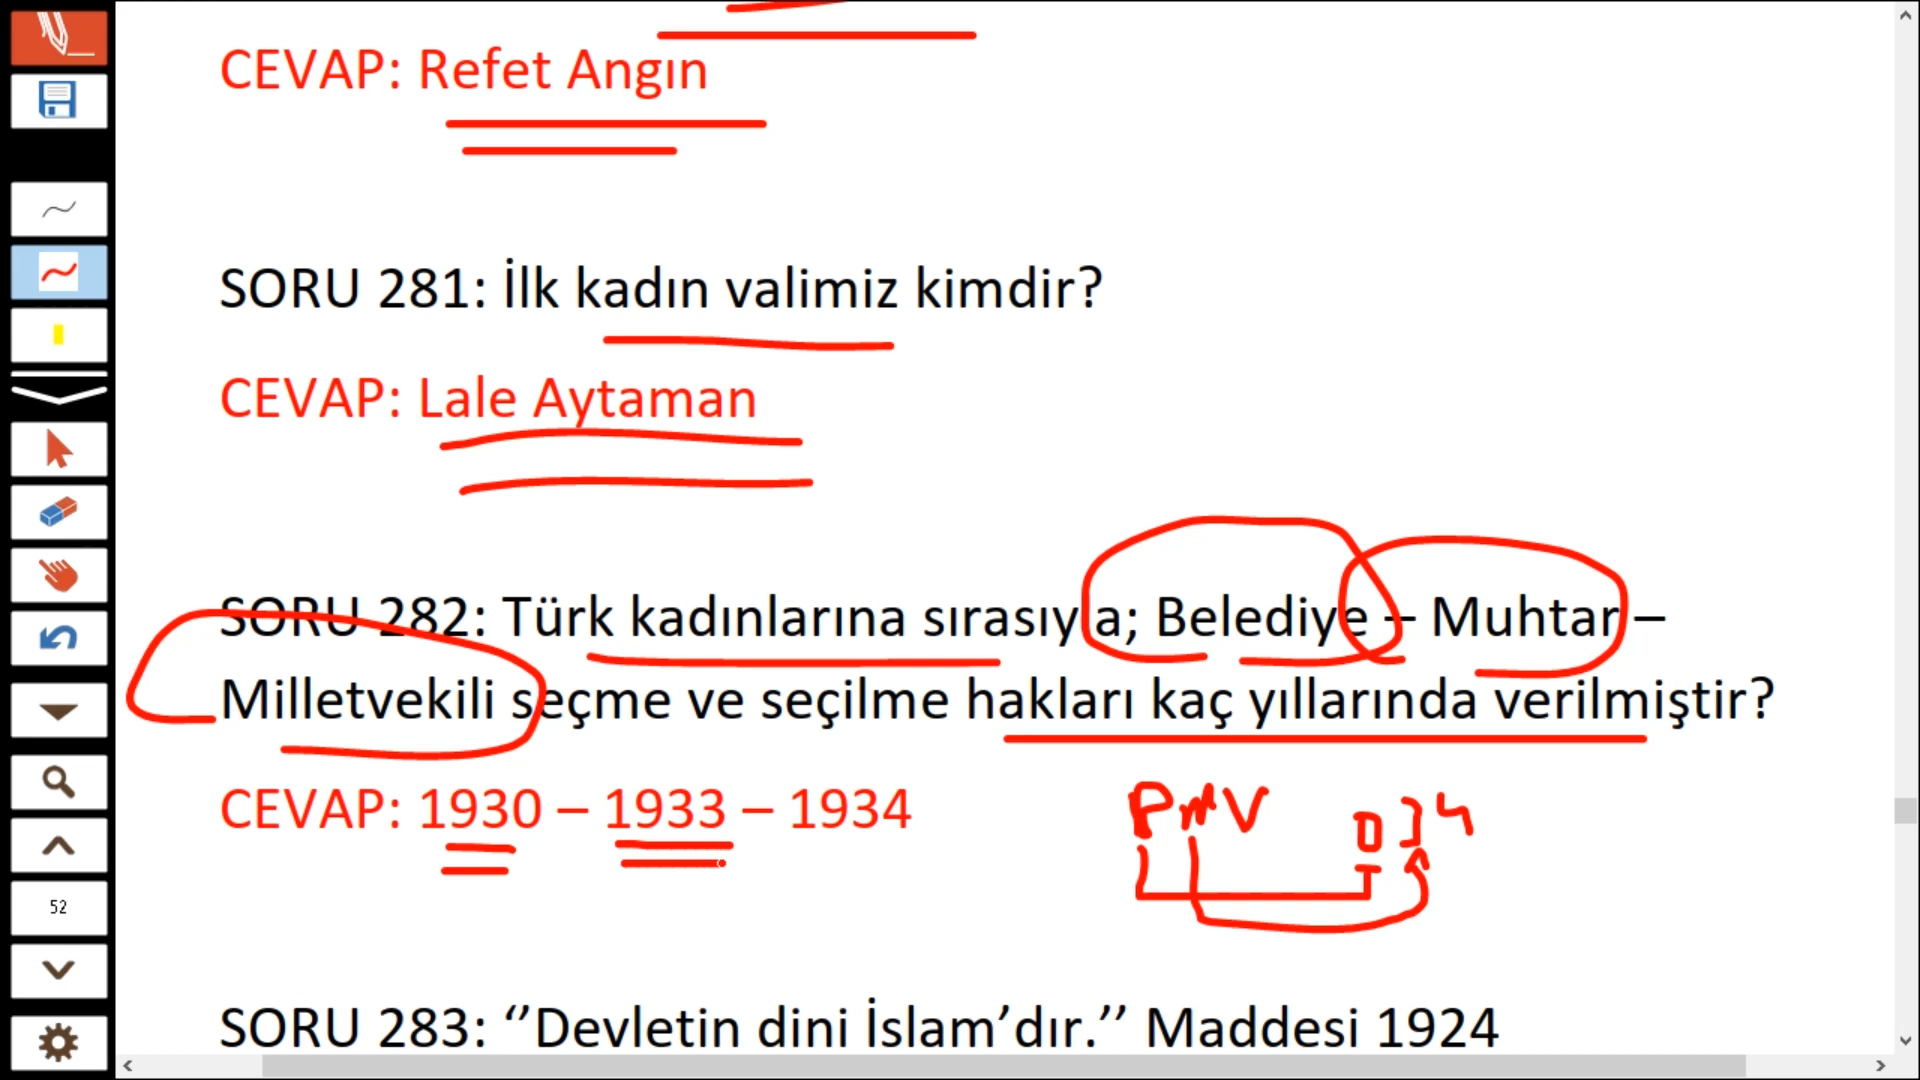 CEVAP: Refet Angın
SORU 281: İlk kadın valimiz kimdir?
CEVAP: Lale Aytaman
SORU 282: Türk kadınlarına sırasıyla; Belediye – Muhtar –
Milletvekili seçme ve seçilme hakları kaç yıllarında verilmiştir?
CEVAP: 1930 – 1933 – 1934
034
52
SORU 283: ‘’Devletin dini İslam’dır.’’ Maddesi 1924